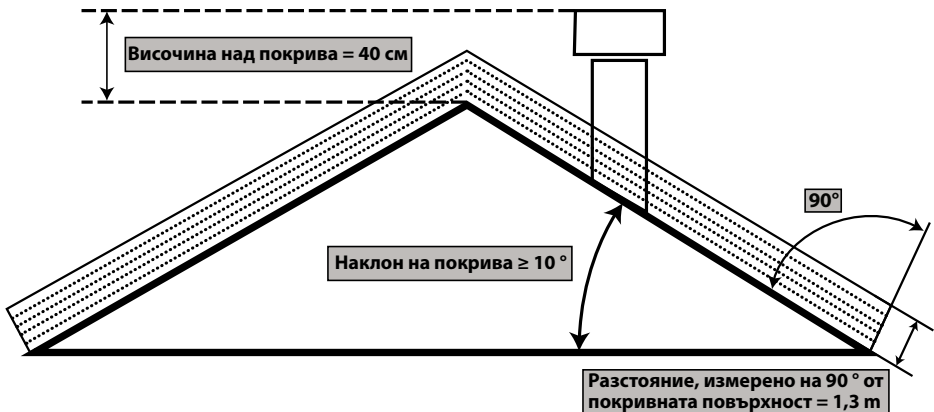 Височина над покрива = 40 см
90°
Наклон на покрива ≥ 10 °
Разстояние, измерено на 90 ° от
покривната повърхност = 1,3 m